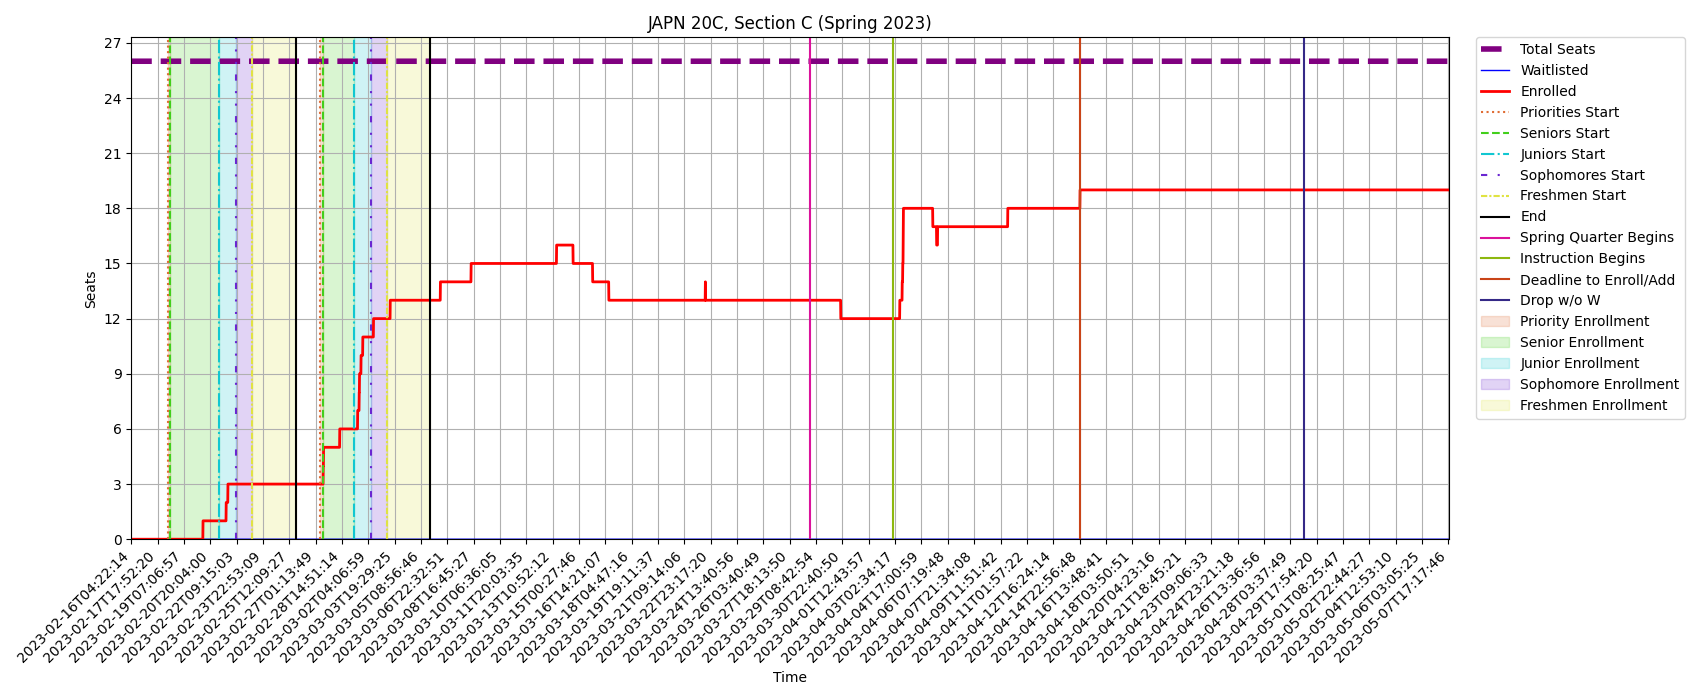 JAPN 20C, Section C (Spring 2023)
27
24
21
18
15
12
9
6
3
0
Seats
2023-02-16T04:22:14
2023-02-17T17:52:20
2023-02-19T07:06:57
2023-02-20T20:04:00
2023-02-22T09:15:03
2023-02-23T22:53:09
2023-02-25T12:09:27
2023-02-27T01:13:49
2023-02-28T14:51:14
2023-03-02T04:06:59
2023-03-03T19:29:25
2023-03-05T08:56:46
2023-03-06T22:32:51
2023-03-08T16:45:27
2023-03-10T06:36:05
2023-03-11T20:03:35
2023-03-13T10:52:12
2023-03-15T00:27:46
2023-03-16T14:21:07
2023-03-18T04:47:16
2023-03-19T19:11:37
2023-03-21T09:14:06
2023-03-22T23:17:20
2023-03-24T13:40:56
2023-03-26T03:40:49
2023-03-27T18:13:50
2023-03-29T08:42:54
2023-03-30T22:40:50
2023-04-01T12:43:57
2023-04-03T02:34:17
2023-04-04T17:00:59
2023-04-06T07:19:48
2023-04-07T21:34:08
2023-04-09T11:51:42
2023-04-11T01:57:22
2023-04-12T16:24:14
2023-04-14T22:56:48
2023-04-16T13:48:41
2023-04-18T03:50:51
2023-04-20T04:23:16
2023-04-21T18:45:21
2023-04-23T09:06:33
2023-04-24T23:21:18
2023-04-26T13:36:56
2023-04-28T03:37:49
2023-04-29T17:54:20
2023-05-01T08:25:47
2023-05-02T22:44:27
2023-05-04T12:53:10
2023-05-06T03:05:25
2023-05-07T17:17:46
Time
Total Seats
Waitlisted
Enrolled
Priorities Start
Seniors Start
Juniors Start
Sophomores Start
Freshmen Start
End
Spring Quarter Begins
Instruction Begins
Deadline to Enroll/Add
Drop w/o W
Priority Enrollment
Senior Enrollment
Junior Enrollment
Sophomore Enrollment
Freshmen Enrollment